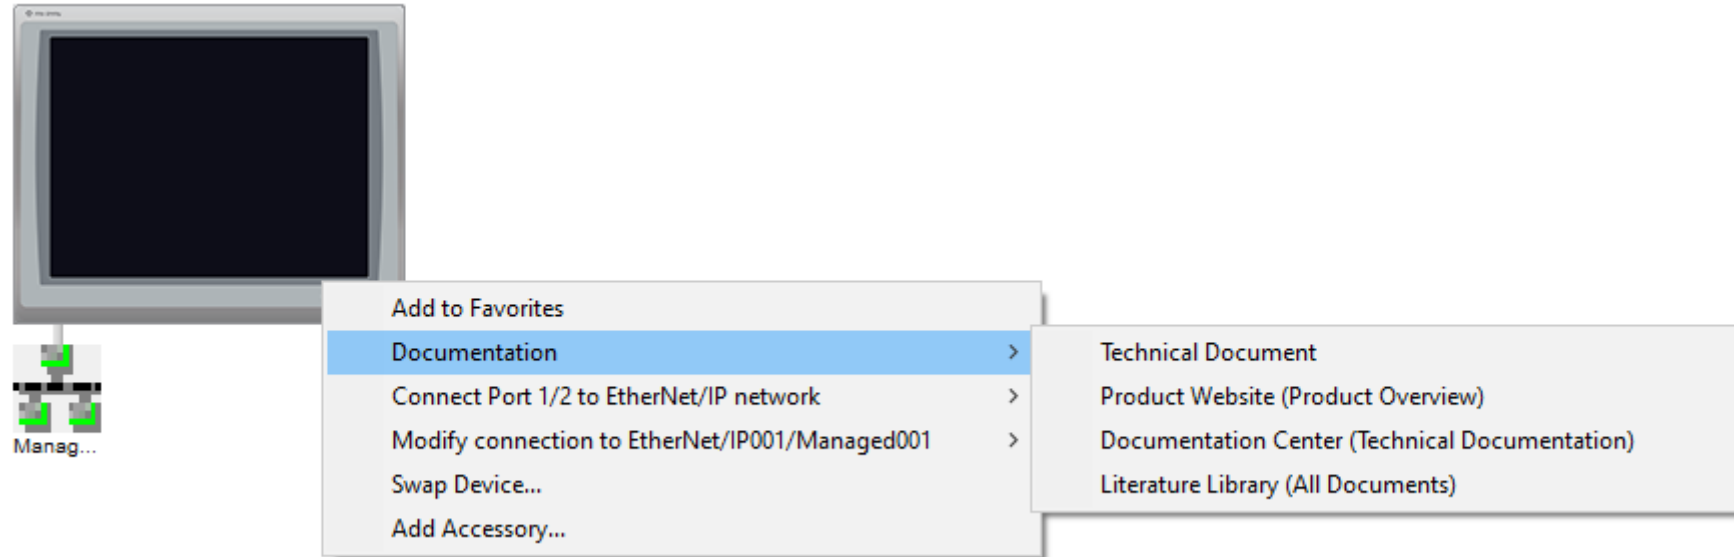 Add to Favorites
Documentation
Connect Port 1/2 to EtherNet/IP network
Modify connection to EtherNet/IP001/Managed001
Swap Device...
Add Accessory...
Technical Document
Product Website (Product Overview)
Documentation Center (Technical Documentation)
Literature Library (All Documents)
Manag...